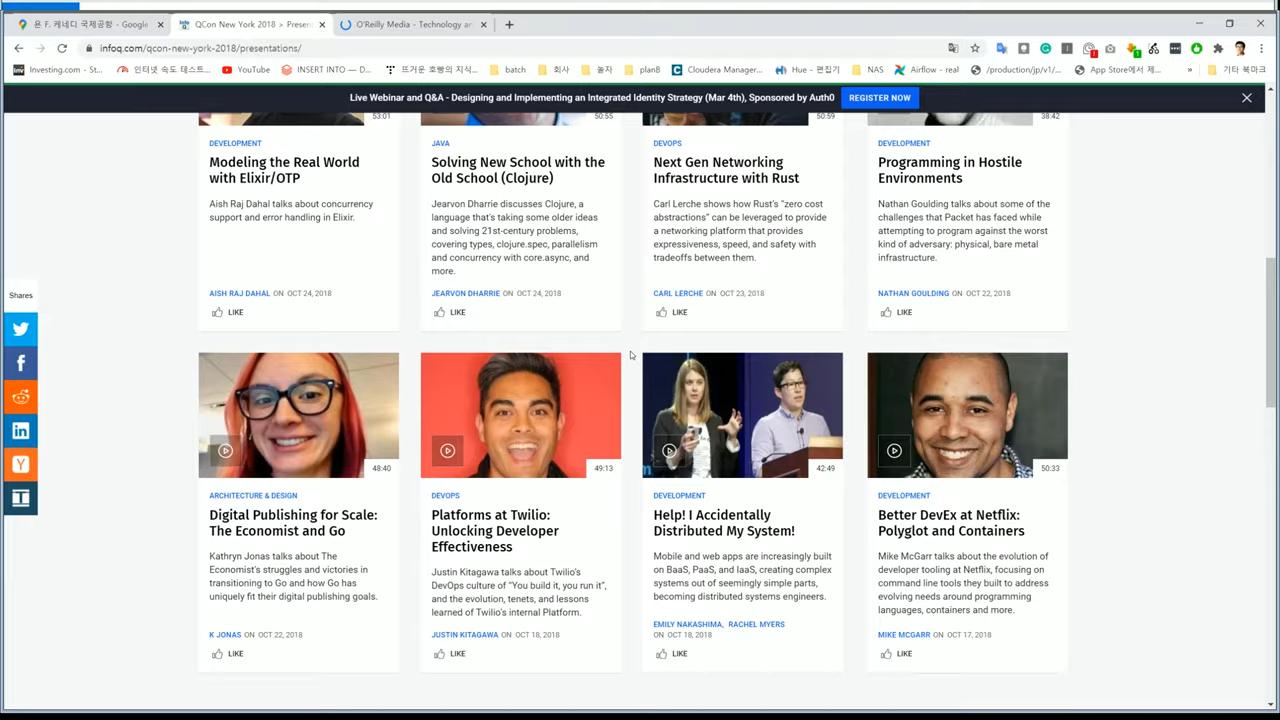 욘 F. 케네디 국제공항 - Google
QCon New York 2018 > Present
O'Reilly Media - Technology an
infoq.com/qcon-new-york-2018/presentations/
Investing.com - St...
인터넷 속도 테스트...
YouTube
INSERT INTO — D...
뜨거운 호빵의 지식...
batch
회사
놀자
plan8
Cloudera Manager...
Hue - 편집기
NAS
Airflow - real
/production/jp/v1/...
App Store에서 제...
»
기타 북마크
Live Webinar and Q&A - Designing and Implementing an Integrated Identity Strategy (Mar 4th), Sponsored by Auth0
REGISTER NOW
53:01
50:55
50:59
38:42
DEVELOPMENT
Modeling the Real World
with Elixir/OTP
Aish Raj Dahal talks about concurrency
support and error handling in Elixir.
AISH RAJ DAHAL ON OCT 24, 2018
LIKE
JAVA
Solving New School with the
Old School (Clojure)
Jearvon Dharrie discusses Clojure, a
language that's taking some older ideas
and solving 21st-century problems,
covering types, clojure.spec, parallelism
and concurrency with core.async, and
more.
JEARVON DHARRIE ON OCT 24, 2018
LIKE
DEVOPS
Next Gen Networking
Infrastructure with Rust
Carl Lerche shows how Rust's "zero cost
abstractions" can be leveraged to provide
a networking platform that provides
expressiveness, speed, and safety with
tradeoffs between them.
CARL LERCHE ON OCT 23, 2018
LIKE
DEVELOPMENT
Programming in Hostile
Environments
Nathan Goulding talks about some of the
challenges that Packet has faced while
attempting to program against the worst
kind of adversary: physical, bare metal
infrastructure.
NATHAN GOULDING ON OCT 22, 2018
LIKE
Shares
48:40
ARCHITECTURE & DESIGN
Digital Publishing for Scale:
The Economist and Go
Kathryn Jonas talks about The
Economist's struggles and victories in
transitioning to Go and how Go has
uniquely fit their digital publishing goals.
K JONAS ON OCT 22, 2018
LIKE
49:13
DEVOPS
Platforms at Twilio:
Unlocking Developer
Effectiveness
Justin Kitagawa talks about Twilio's
DevOps culture of "You build it, you run it",
and the evolution, tenets, and lessons
learned of Twilio's internal Platform.
JUSTIN KITAGAWA ON OCT 18, 2018
LIKE
42:49
DEVELOPMENT
Help! I Accidentally
Distributed My System!
Mobile and web apps are increasingly built
on BaaS, PaaS, and IaaS, creating complex
systems out of seemingly simple parts,
becoming distributed systems engineers.
EMILY NAKASHIMA, RACHEL MYERS
ON OCT 18, 2018
LIKE
50:33
DEVELOPMENT
Better DevEx at Netflix:
Polyglot and Containers
Mike McGarr talks about the evolution of
developer tooling at Netflix, focusing on
command line tools they built to address
evolving needs around programming
languages, containers and more.
MIKE MCGARR ON OCT 17, 2018
LIKE